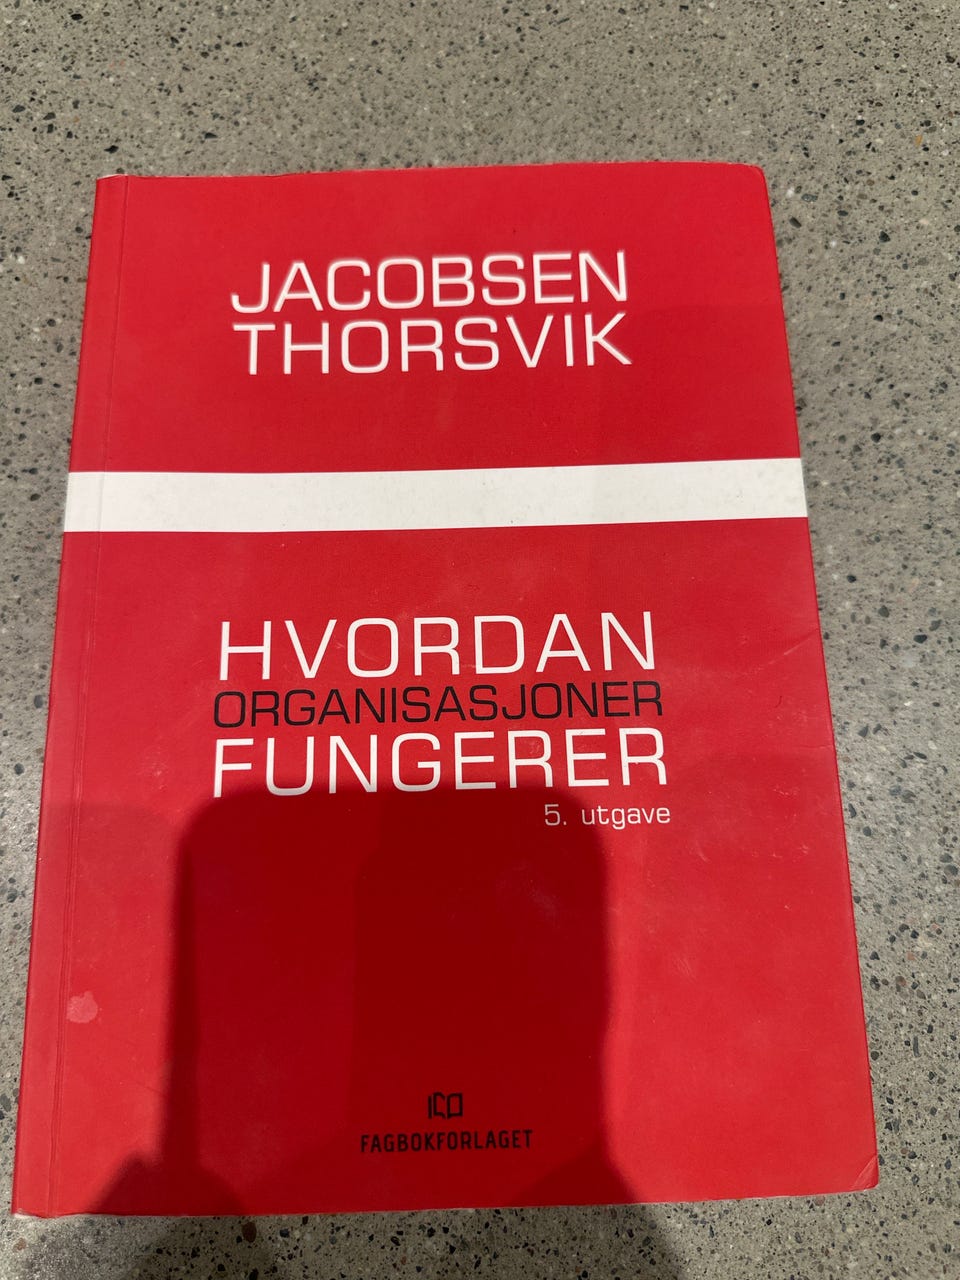 JACOBSEN
THORSVIK
HVORDAN
ORGANISASJONER
FUNGERER
5. utgave
FAGBOKFORLAGET